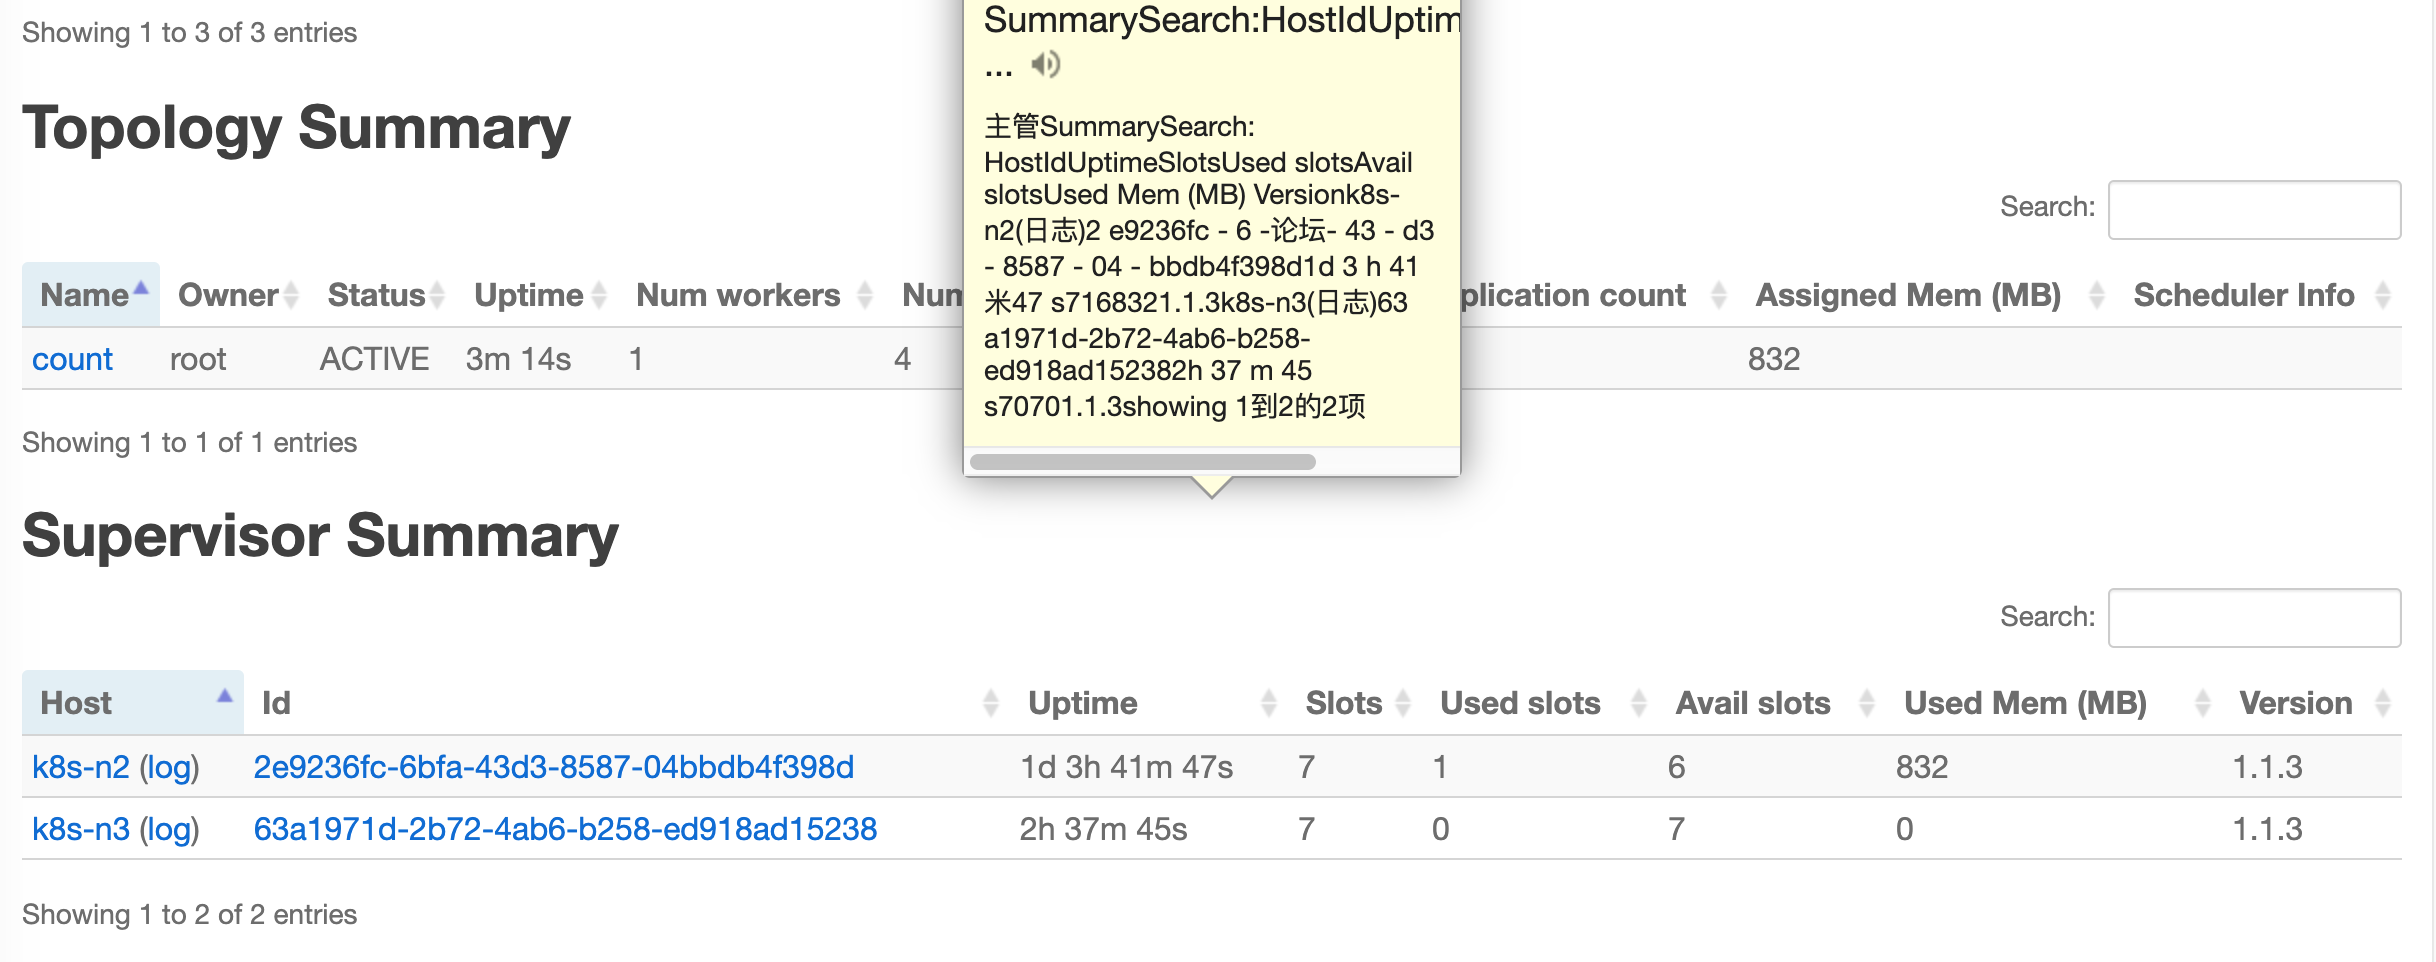 Showing 1 to 3 of 3 entries
SummarySearch:HostIdUptim
...
Topology Summary
主管SummarySearch:
HostIdUptimeSlotsUsed slotsAvail
slotsUsed Mem (MB) Versionk8s-
n2(日志)2 e9236fc - 6 -论坛- 43 - d3
- 8587 - 04 - bbdb4f398d1d 3 h 41
米47 s7168321.1.3k8s-n3(日志)63
a1971d-2b72-4ab6-b258-
ed918ad152382h 37 m 45
s70701.1.3showing 1到2的2项
Search:
Name Owner Status Uptime Num workers Num plication count Assigned Mem (MB) Scheduler Info
count root ACTIVE 3m 14s 1 4 832
Showing 1 to 1 of 1 entries
Supervisor Summary
Search:
Host Id Uptime Slots Used slots Avail slots Used Mem (MB) Version
k8s-n2 (log) 2e9236fc-6bfa-43d3-8587-04bbdb4f398d 1d 3h 41m 47s 7 1 6 832 1.1.3
k8s-n3 (log) 63a1971d-2b72-4ab6-b258-ed918ad15238 2h 37m 45s 7 0 7 0 1.1.3
Showing 1 to 2 of 2 entries